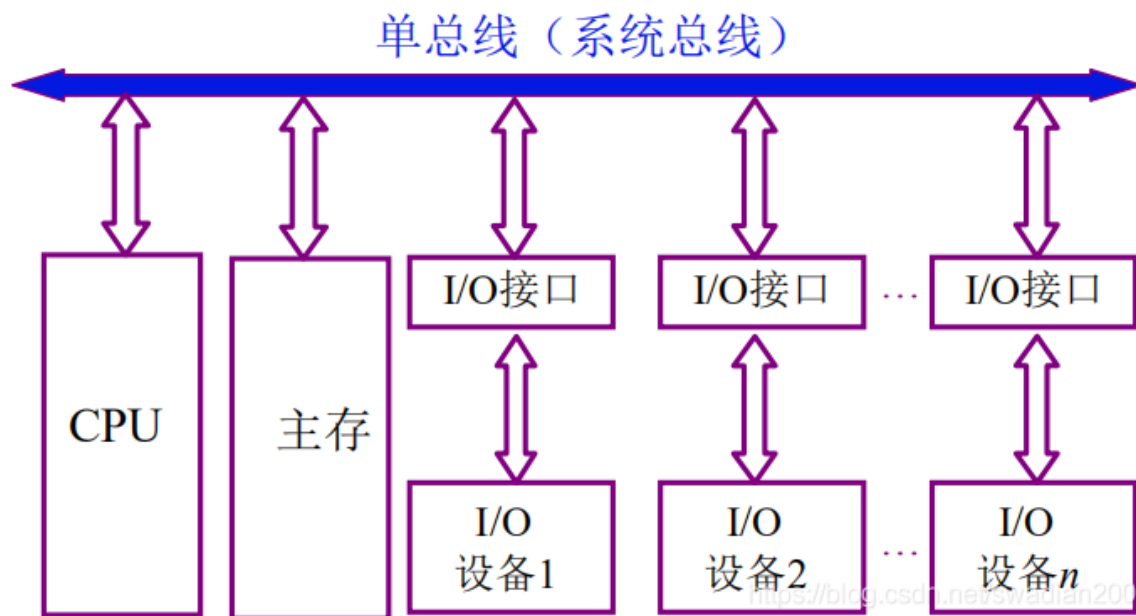 单总线（系统总线）
I/O接口 I/O接口 … I/O接口
CPU 主存
I/O I/O I/O
设备1 设备2 … 设备n